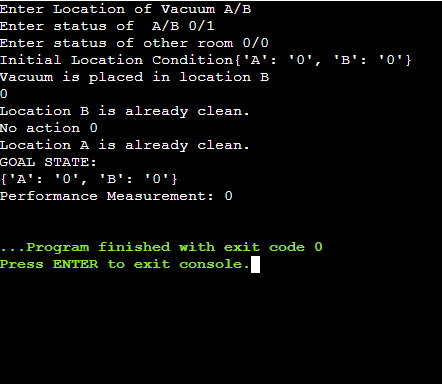 Enter Location of Vacuum A/B
Enter status of  A/B 0/1
Enter status of other room 0/0
Initial Location Condition{'A': '0', 'B': '0'}
Vacuum is placed in location B
0
Location B is already clean.
No action 0
Location A is already clean.
GOAL STATE:
{'A': '0', 'B': '0'}
Performance Measurement: 0
...Program finished with exit code 0
Press ENTER to exit console.